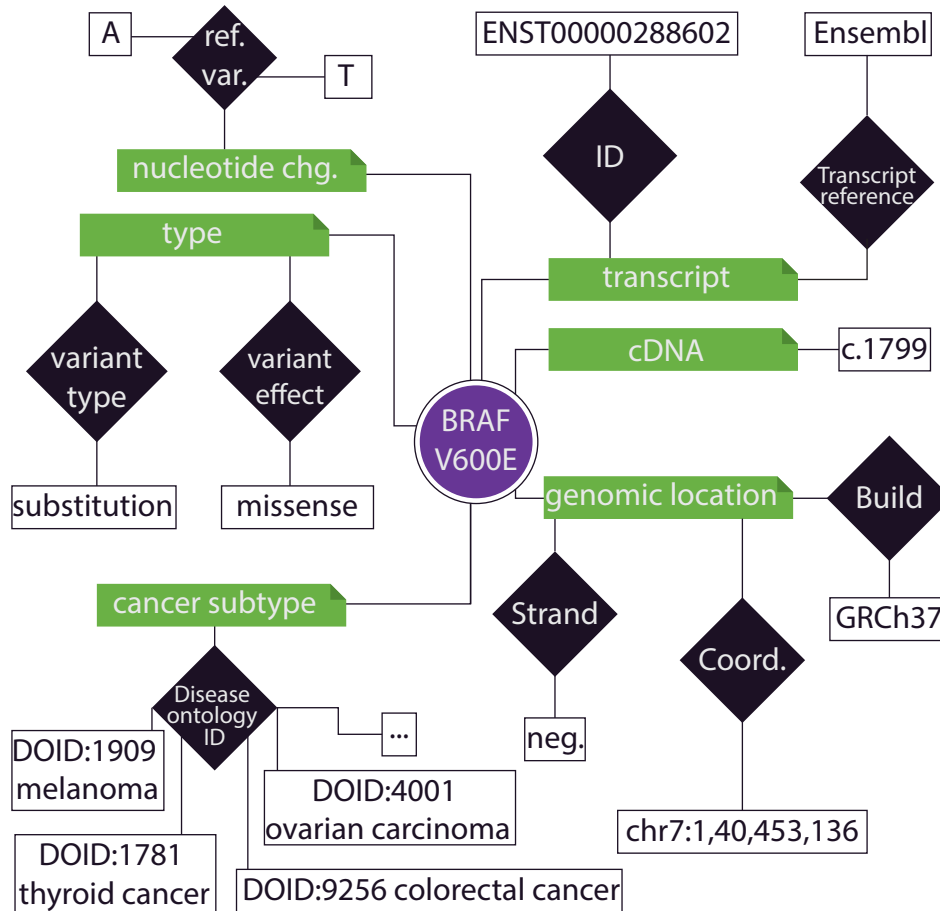 A
ref.
var.
T
nucleotide chg.
type
variant
type
variant
effect
substitution
missense
ENST00000288602
Ensembl
ID
Transcript
reference
transcript
cDNA
c.1799
BRAF
V600E
genomic location
Build
GRCh37
Strand
neg.
Coord.
chr7:1,40,453,136
cancer subtype
Disease
ontology
ID
...
DOID:1909
melanoma
DOID:4001
ovarian carcinoma
DOID:1781
thyroid cancer
DOID:9256 colorectal cancer